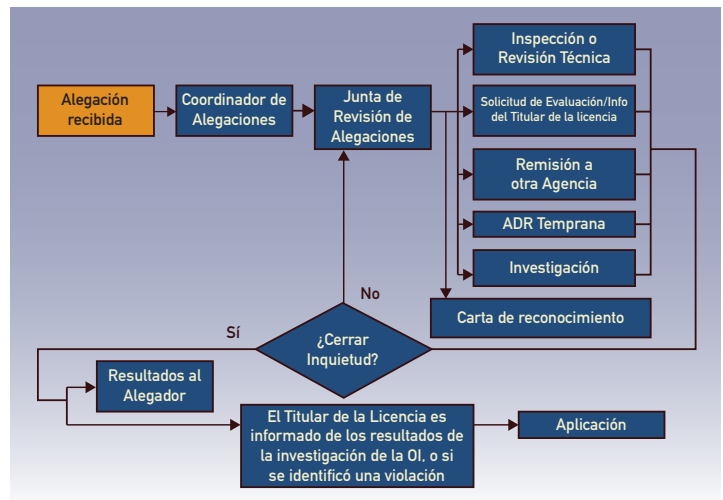 Alegación
recibida
Coordinador de
Alegaciones
Junta de
Revisión de
Alegaciones
Inspección o
Revisión Técnica
Solicitud de Evaluación/Info
del Titular de la licencia
Remisión a
otra Agencia
ADR Temprana
Investigación
Carta de reconocimiento
No
Sí
¿Cerrar
Inquietud?
Resultados al
Alegador
El Titular de la Licencia es
informado de los resultados de
la investigación de la OI, o si
se identificó una violación
Aplicación